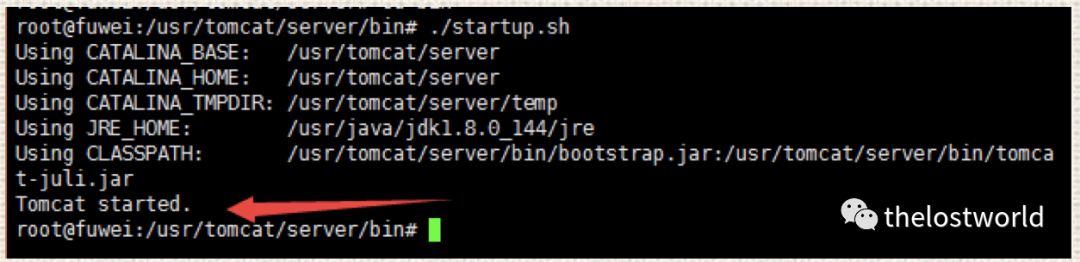 root@fuwei:/usr/tomcat/server/bin# ./startup.sh
Using CATALINA_BASE:   /usr/tomcat/server
Using CATALINA_HOME:   /usr/tomcat/server
Using CATALINA_TMPDIR: /usr/tomcat/server/temp
Using JRE_HOME:        /usr/java/jdk1.8.0_144/jre
Using CLASSPATH:       /usr/tomcat/server/bin/bootstrap.jar:/usr/tomcat/server/bin/tomca
t-juli.jar
Tomcat started.
root@fuwei:/usr/tomcat/server/bin#
thelostworld